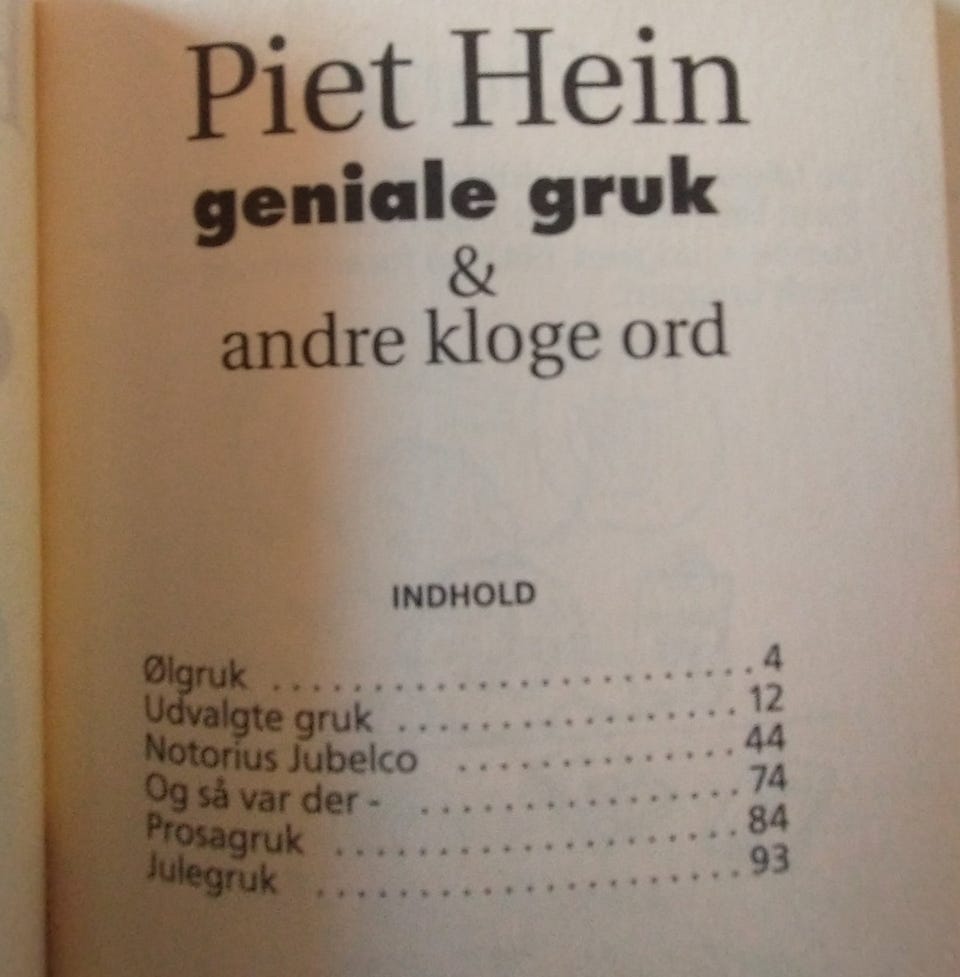 Piet Hein
geniale gruk
&
andre kloge ord
INDHOLD
Ølgruk . . . . . . . . . . . . . . . . . . . . . . . . . 4
Udvalgte gruk . . . . . . . . . . . . . . . . . . 12
Notorius Jubelco . . . . . . . . . . . . . . . 44
Og så var der - . . . . . . . . . . . . . . . . . 74
Prosagruk . . . . . . . . . . . . . . . . . . . . . 84
Julegruk . . . . . . . . . . . . . . . . . . . . . . 93